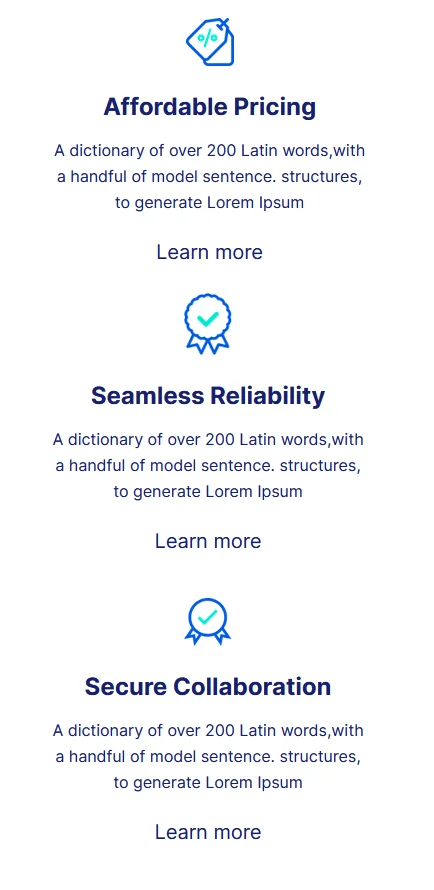 %
Affordable Pricing
A dictionary of over 200 Latin words,with
a handful of model sentence. structures,
to generate Lorem Ipsum
Learn more
Seamless Reliability
A dictionary of over 200 Latin words,with
a handful of model sentence. structures,
to generate Lorem Ipsum
Learn more
Secure Collaboration
A dictionary of over 200 Latin words,with
a handful of model sentence. structures,
to generate Lorem Ipsum
Learn more